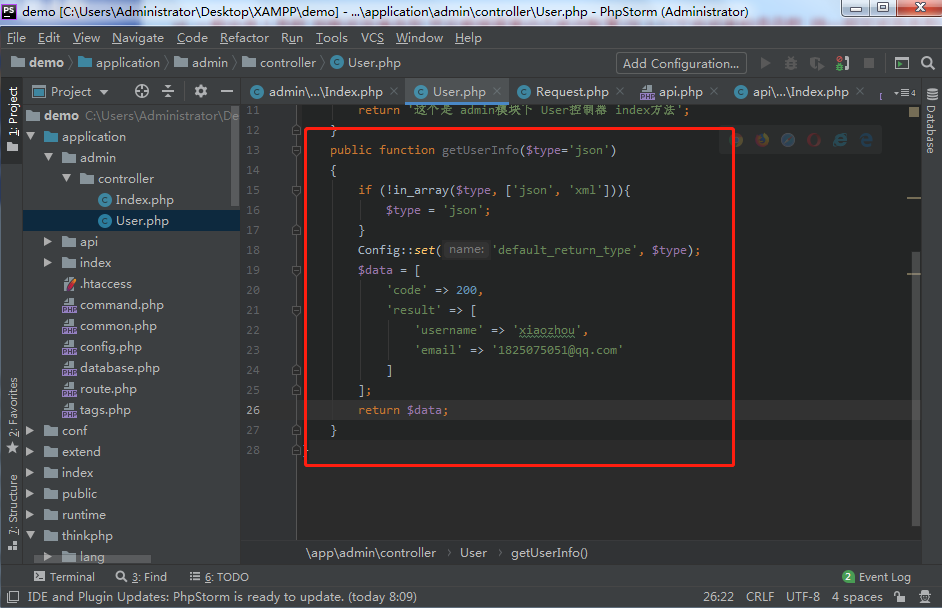 demo [C:\Users\Administrator\Desktop\XAMPP\demo] - ...\application\admin\controller\User.php - PhpStorm (Administrator)
File Edit View Navigate Code Refactor Run Tools VCS Window Help
demo application admin controller User.php Add Configuration...
1: Project
Project
admin\...\Index.php User.php Request.php api.php api\...\Index.php
Database
demo C:\Users\Administrator\De
application
admin
controller
Index.php
User.php
api
index
.htaccess
command.php
common.php
config.php
database.php
route.php
tags.php
conf
extend
index
public
runtime
thinkphp
lang
2: Favorites
7: Structure
11 return '这个是 admin模块下 User控制器 index方法';
12 }
13 public function getUserInfo($type='json')
14 {
15 if (!in_array($type, ['json', 'xml'])){
16 $type = 'json';
17 }
18 Config::set( name: 'default_return_type', $type);
19 $data = [
20 'code' => 200,
21 'result' => [
22 'username' => 'xiaozhou',
23 'email' => '1825075051@qq.com'
24 ]
25 ];
26 return $data;
27 }
28 }
\app\admin\controller › User › getUserInfo()
Terminal 3: Find 6: TODO 2 Event Log
IDE and Plugin Updates: PhpStorm is ready to update. (today 8:09) 26:22 CRLF UTF-8 4 spaces